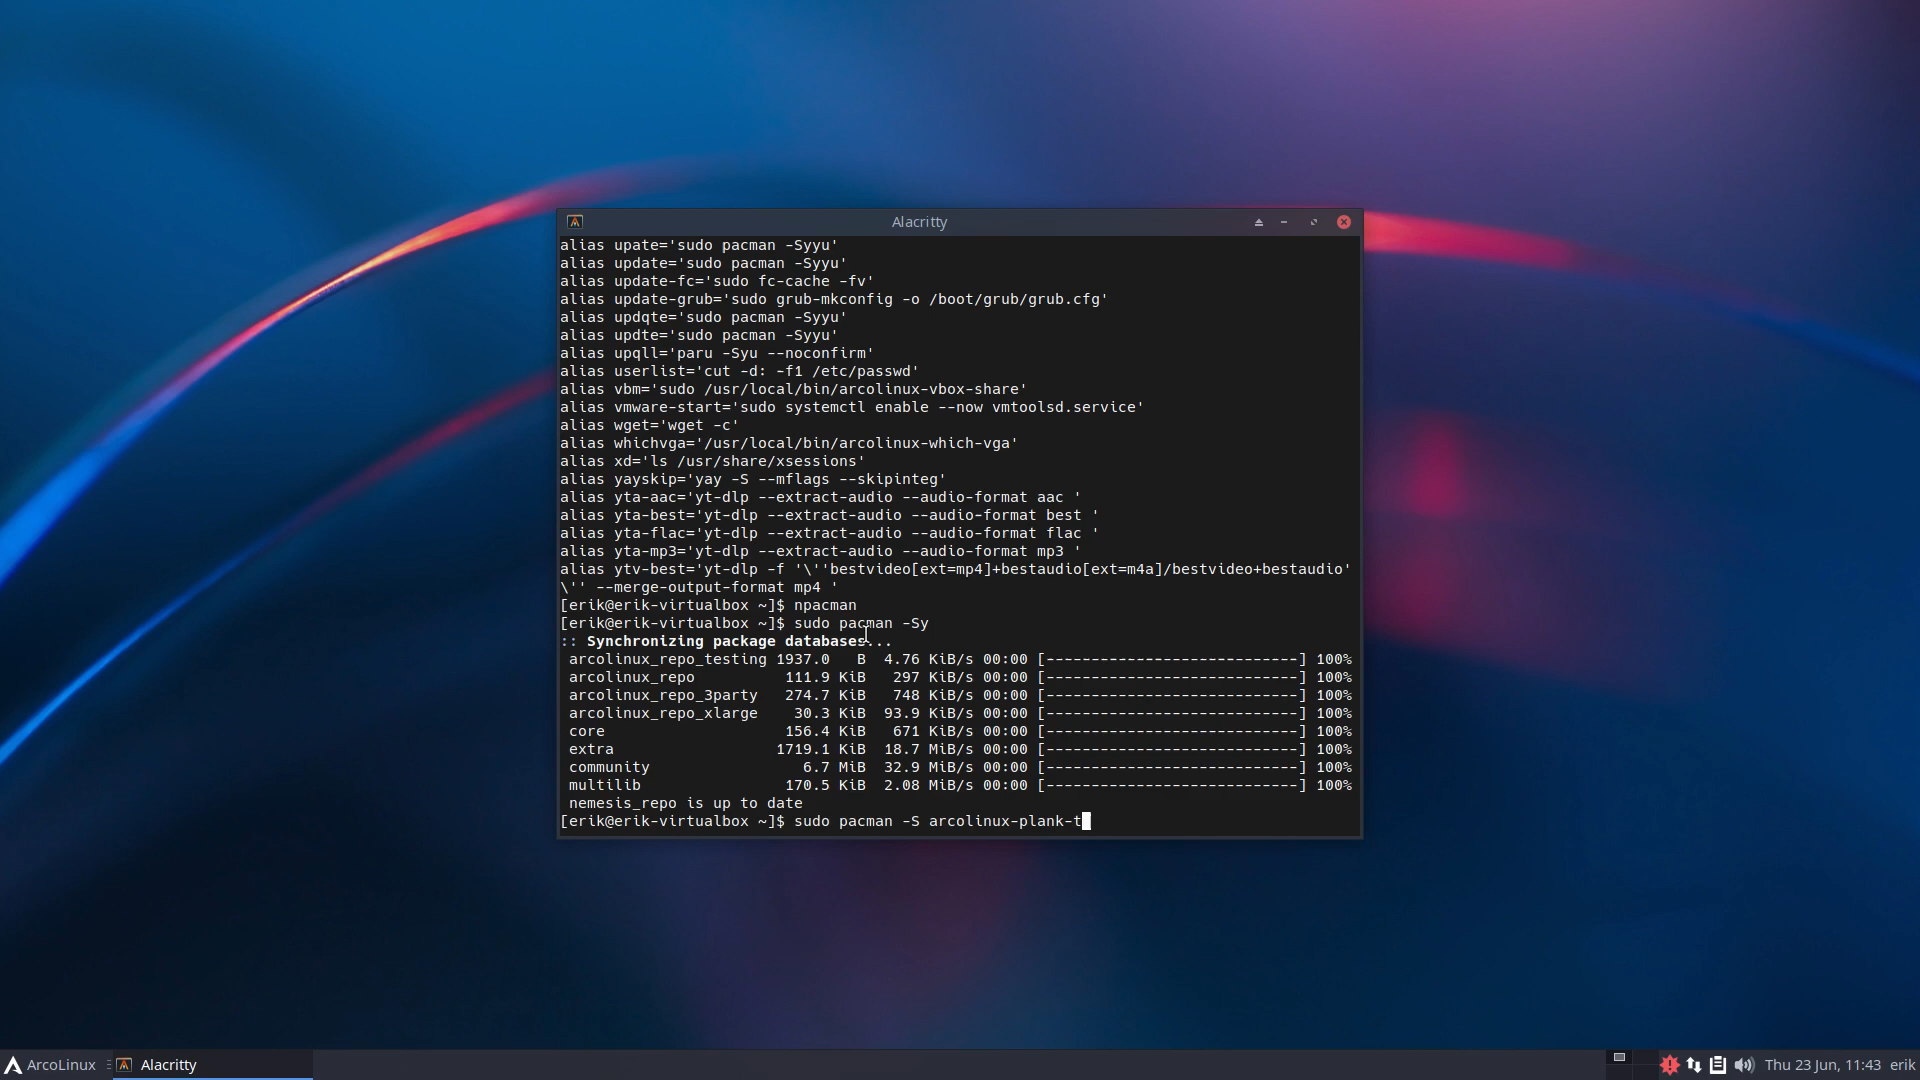 Alacritty
alias upate='sudo pacman -Syyu'
alias update='sudo pacman -Syyu'
alias update-fc='sudo fc-cache -fv'
alias update-grub='sudo grub-mkconfig -o /boot/grub/grub.cfg'
alias updqte='sudo pacman -Syyu'
alias updte='sudo pacman -Syyu'
alias upqll='paru -Syu --noconfirm'
alias userlist='cut -d: -f1 /etc/passwd'
alias vbm='sudo /usr/local/bin/arcolinux-vbox-share'
alias vmware-start='sudo systemctl enable --now vmtoolsd.service'
alias wget='wget -c'
alias whichvga='/usr/local/bin/arcolinux-which-vga'
alias xd='ls /usr/share/xsessions'
alias yayskip='yay -S --mflags --skipinteg'
alias yta-aac='yt-dlp --extract-audio --audio-format aac '
alias yta-best='yt-dlp --extract-audio --audio-format best '
alias yta-flac='yt-dlp --extract-audio --audio-format flac '
alias yta-mp3='yt-dlp --extract-audio --audio-format mp3 '
alias ytv-best='yt-dlp -f '\''bestvideo[ext=mp4]+bestaudio[ext=m4a]/bestvideo+bestaudio'
\'' --merge-output-format mp4 '
[erik@erik-virtualbox ~]$ npacman
[erik@erik-virtualbox ~]$ sudo pacman -Sy
:: Synchronizing package databases...
arcolinux_repo_testing 1937.0   B  4.76 KiB/s 00:00 [----------------------------] 100%
arcolinux_repo          111.9 KiB   297 KiB/s 00:00 [----------------------------] 100%
arcolinux_repo_3party   274.7 KiB   748 KiB/s 00:00 [----------------------------] 100%
arcolinux_repo_xlarge    30.3 KiB  93.9 KiB/s 00:00 [----------------------------] 100%
core                    156.4 KiB   671 KiB/s 00:00 [----------------------------] 100%
extra                  1719.1 KiB  18.7 MiB/s 00:00 [----------------------------] 100%
community                 6.7 MiB  32.9 MiB/s 00:00 [----------------------------] 100%
multilib                170.5 KiB  2.08 MiB/s 00:00 [----------------------------] 100%
nemesis_repo is up to date
[erik@erik-virtualbox ~]$ sudo pacman -S arcolinux-plank-t
ArcoLinux
Alacritty
Thu 23 Jun, 11:43
erik